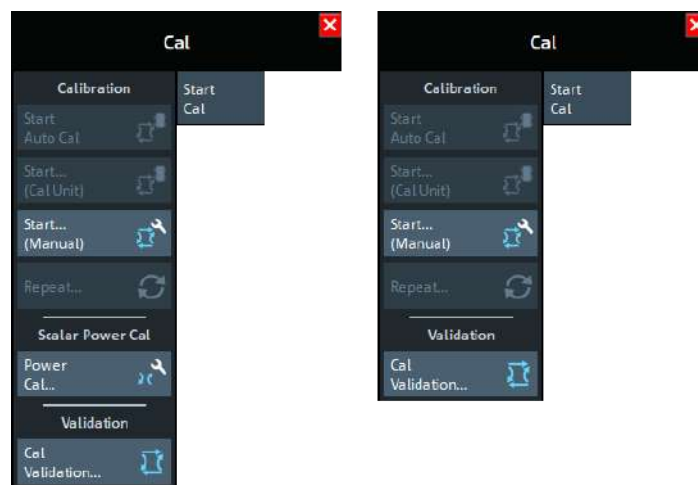 Cal
Calibration
Start
Auto Cal
Start...
(Cal Unit)
Start...
(Manual)
Repeat...
Scalar Power Cal
Power
Cal...
Validation
Cal
Validation...
Start
Cal
Cal
Calibration
Start
Auto Cal
Start...
(Cal Unit)
Start...
(Manual)
Repeat...
Validation
Cal
Validation...
Start
Cal